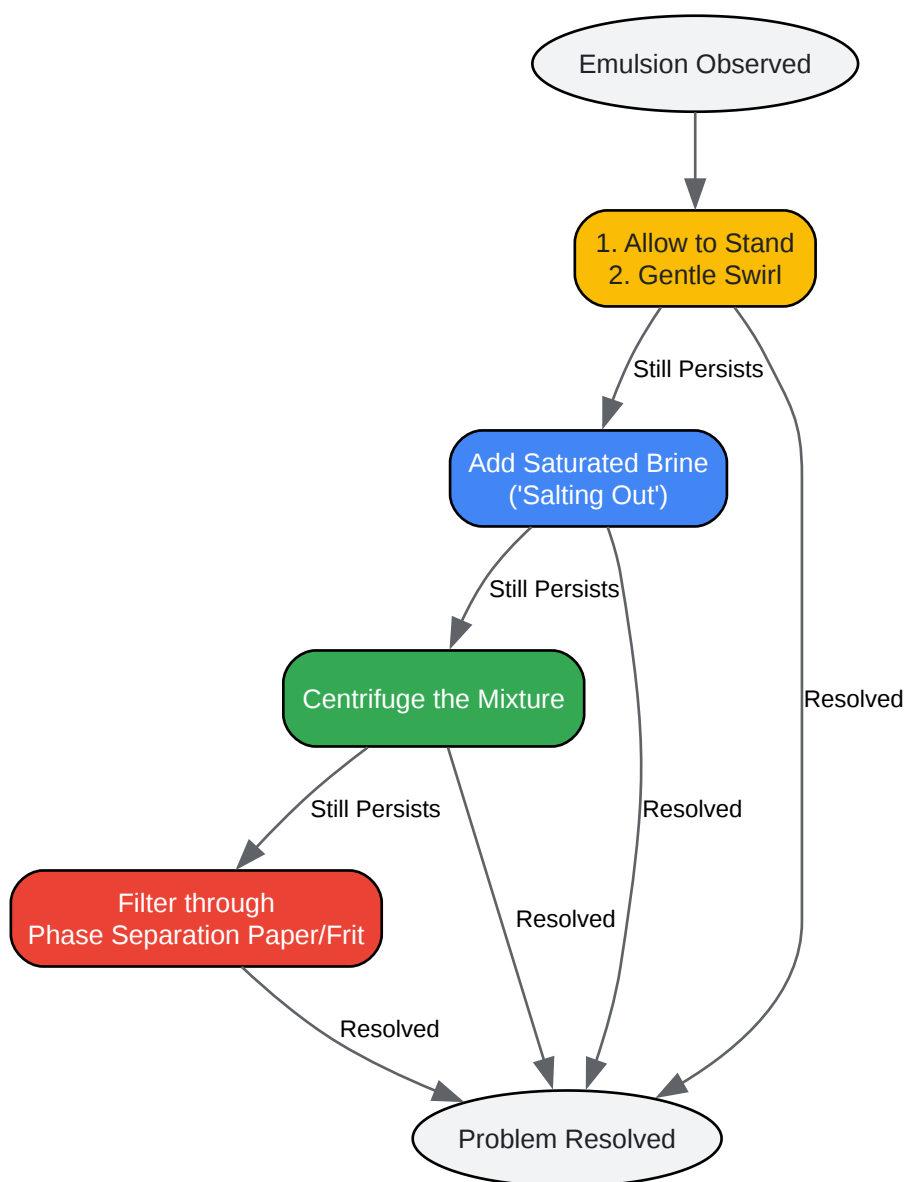 Emulsion Observed
1. Allow to Stand
2. Gentle Swirl
Still Persists
Add Saturated Brine
('Salting Out')
Still Persists
Centrifuge the Mixture
Resolved
Still Persists
Resolved
Filter through
Phase Separation Paper/Frit
Resolved
Resolved
Problem Resolved